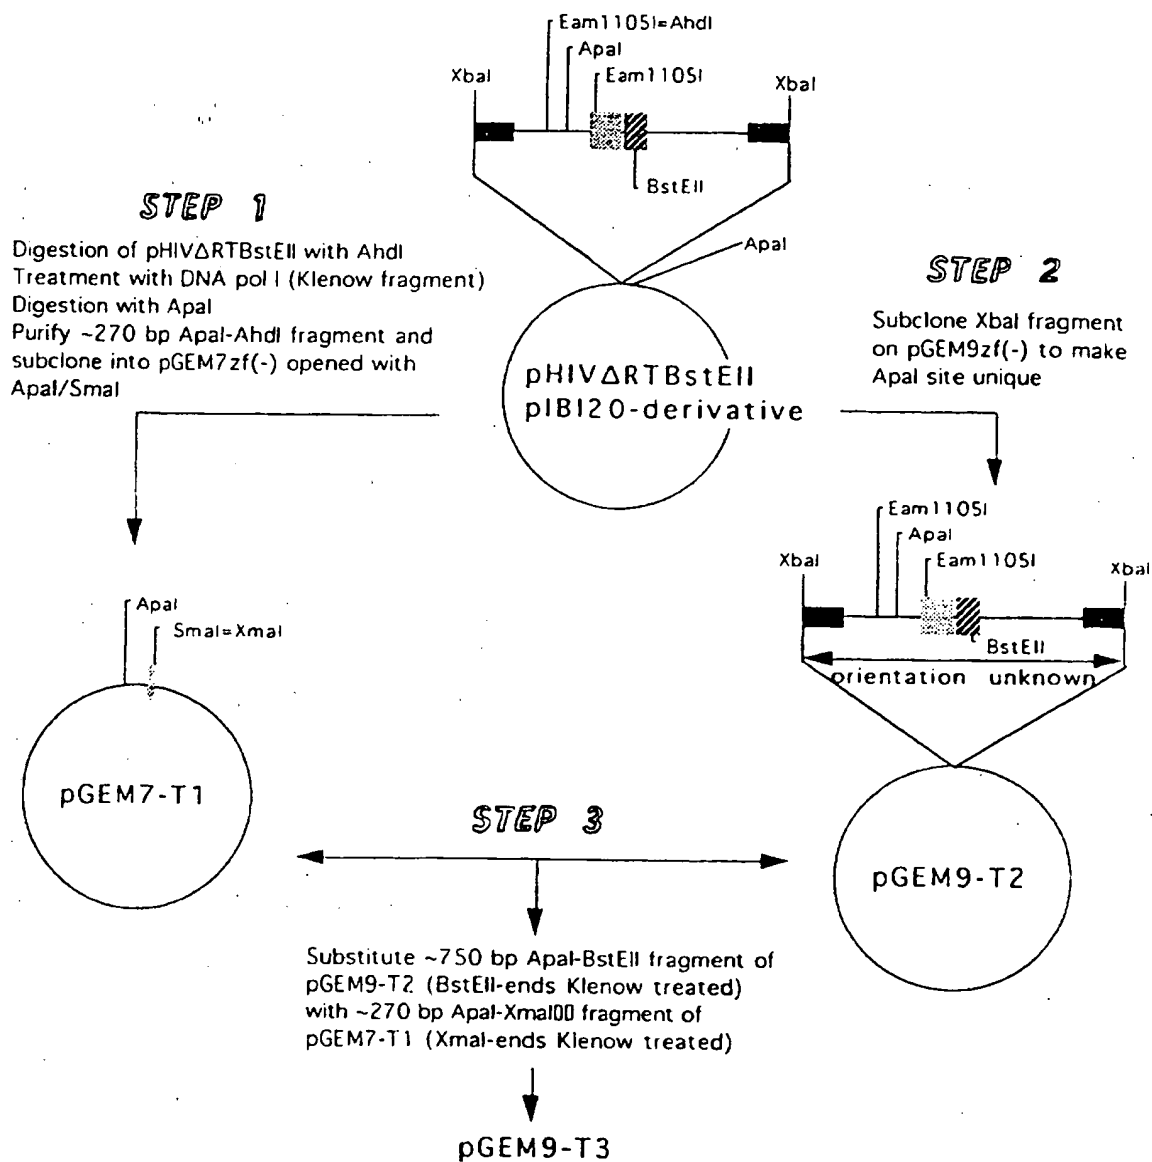 Eam1105I=AhdI
ApaI
XbaI
Eam1105I
XbaI
BstEII
ApaI
STEP 1
Digestion of pHIVΔRTBstEII with AhdI
Treatment with DNA pol I (Klenow fragment)
Digestion with ApaI
Purify ~270 bp ApaI-AhdI fragment and
subclone into pGEM7zf(-) opened with
ApaI/SmaI
pHIVΔRTBstEII
pIBI20-derivative
STEP 2
Subclone XbaI fragment
on pGEM9zf(-) to make
ApaI site unique
ApaI
SmaI=XmaI
pGEM7-T1
Eam1105I
ApaI
XbaI
Eam1105I
XbaI
BstEII
orientation unknown
pGEM9-T2
STEP 3
Substitute ~750 bp ApaI-BstEII fragment of
pGEM9-T2 (BstEII-ends Klenow treated)
with ~270 bp ApaI-XmaI▯▯ fragment of
pGEM7-T1 (XmaI-ends Klenow treated)
pGEM9-T3